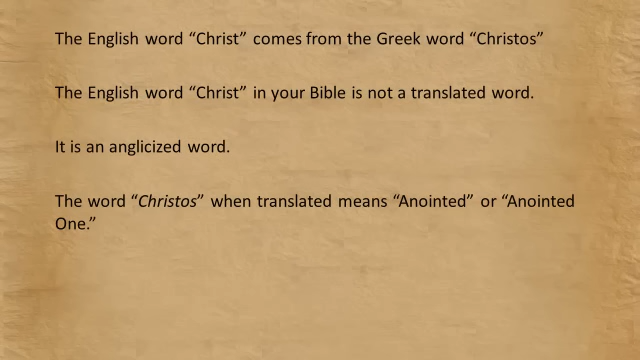 The English word “Christ” comes from the Greek word “Christos”
The English word “Christ” in your Bible is not a translated word.
It is an anglicized word.
The word “Christos” when translated means “Anointed” or “Anointed
One.”